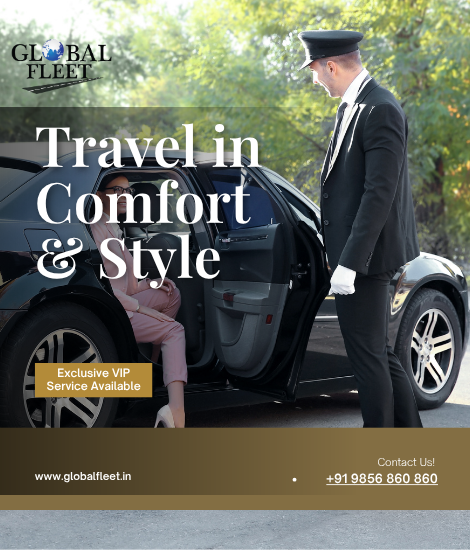 GLOBAL
FLEET
Travel in
Comfort
& Style
Exclusive VIP
Service Available
Contact Us!
www.globalfleet.in
+91 9856 860 860